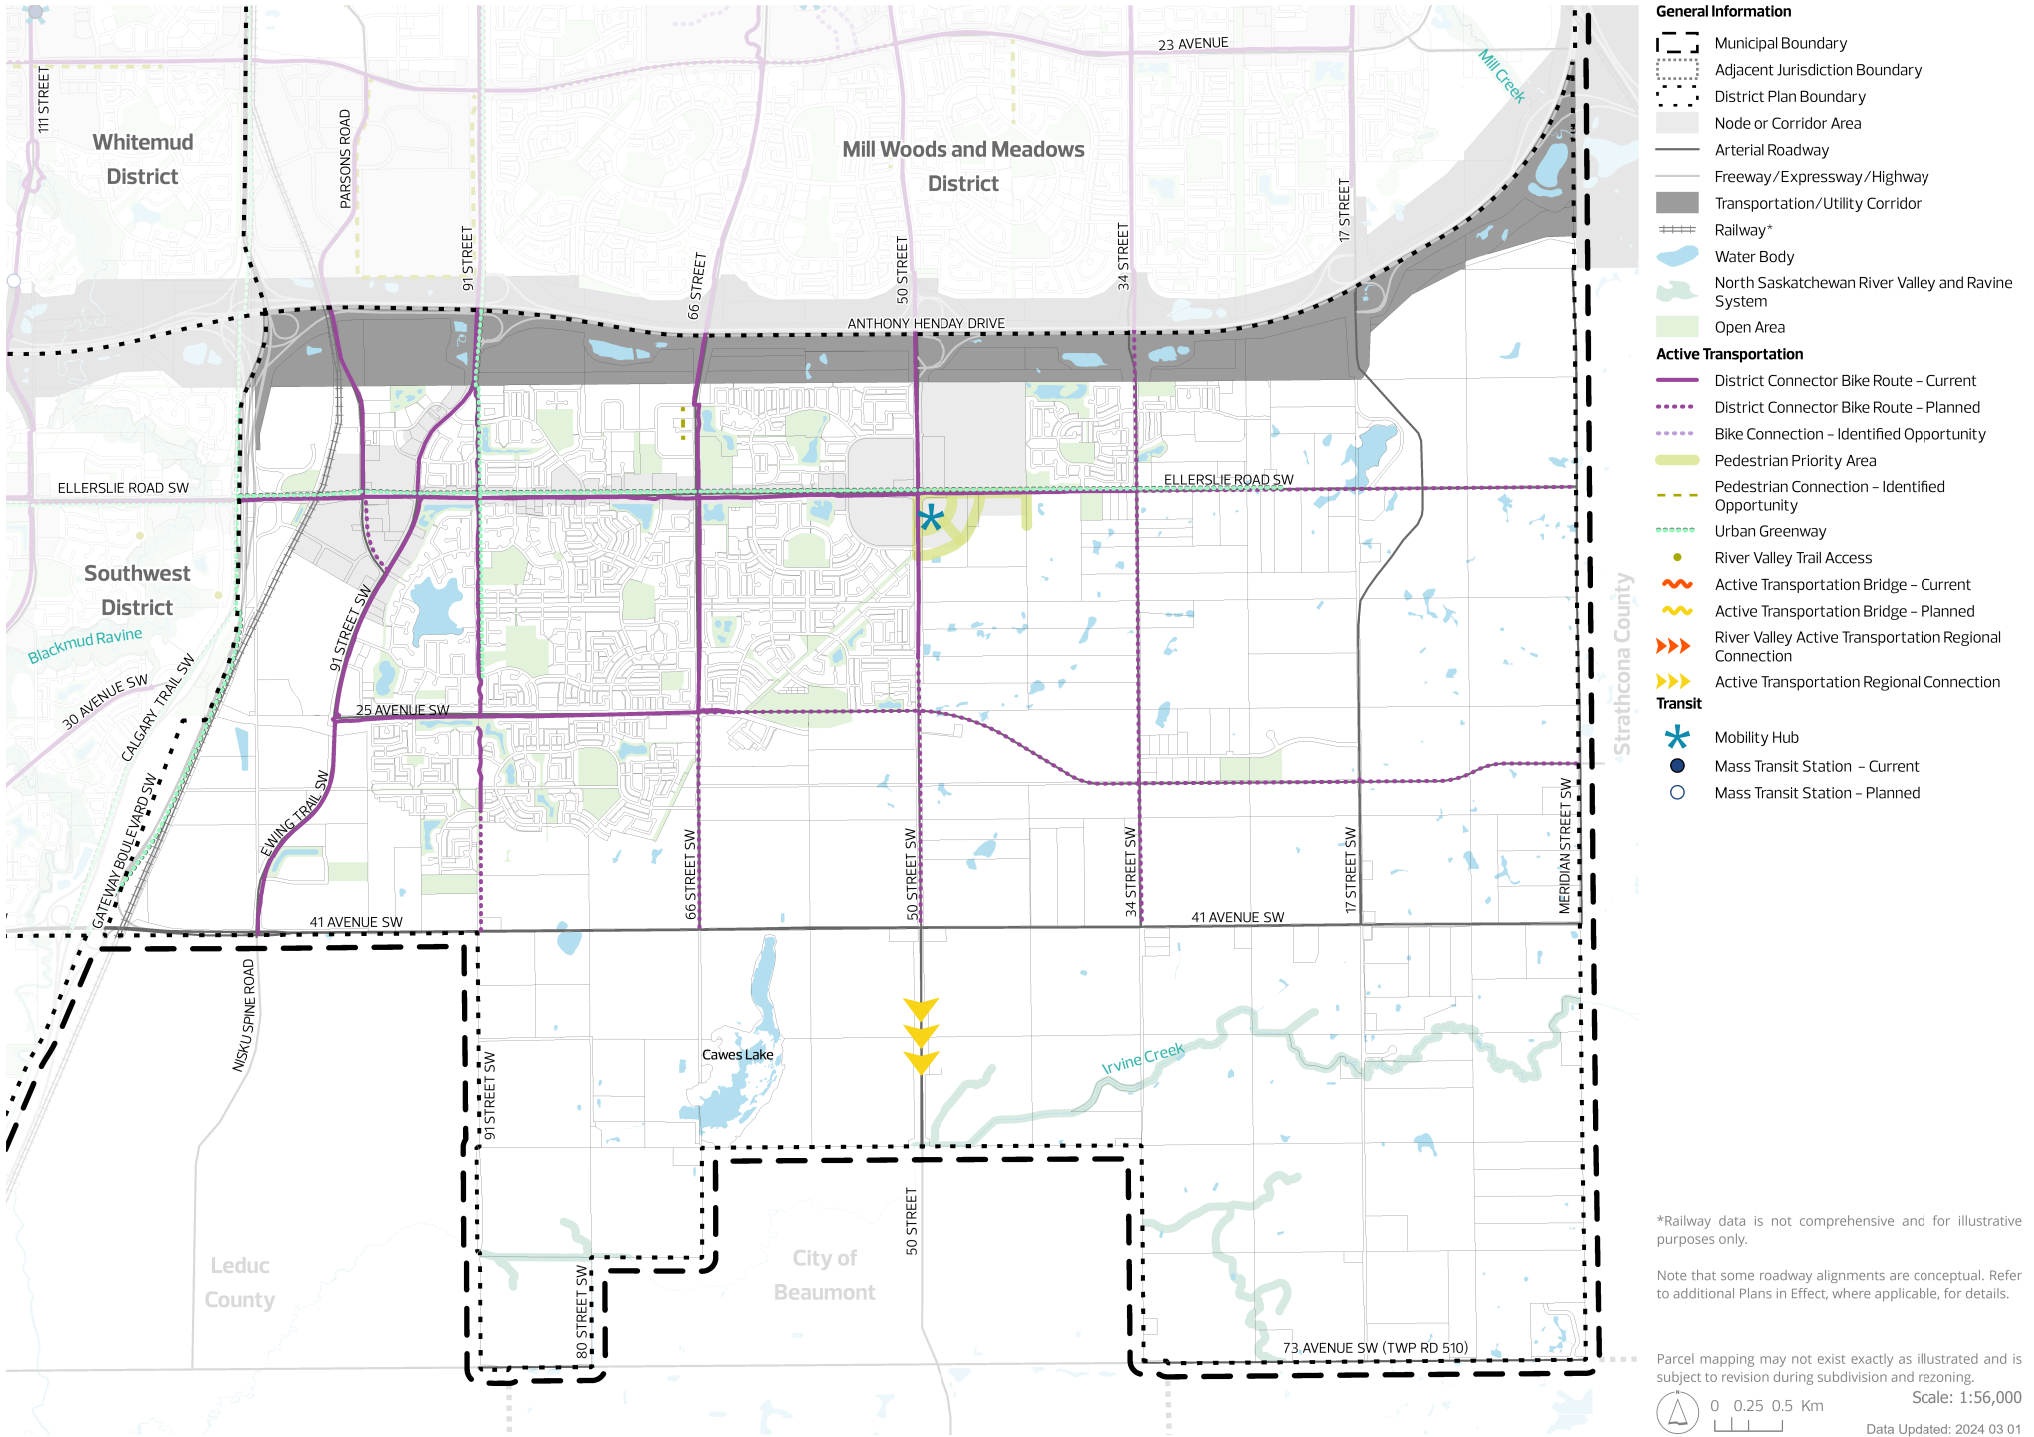 111 STREET
Whitemud
District
PARSONS ROAD
91 STREET
66 STREET
Mill Woods and Meadows
District
50 STREET
34 STREET
23 AVENUE
17 STREET
Mill Creek
ANTHONY HENDAY DRIVE
ELLERSLIE ROAD SW
ELLERSLIE ROAD SW
Southwest
District
Blackmud Ravine
30 AVENUE SW
CALGARY TRAIL SW
GATEWAY BOULEVARD SW
91 STREET SW
25 AVENUE SW
EWING TRAIL SW
41 AVENUE SW
66 STREET SW
50 STREET SW
34 STREET SW
41 AVENUE SW
17 STREET SW
MERIDIAN STREET SW
Strathcona County
NISKU SPINE ROAD
91 STREET SW
Cawes Lake
Irvine Creek
Leduc
County
80 STREET SW
City of
Beaumont
50 STREET
73 AVENUE SW (TWP RD 510)
General Information
Municipal Boundary
Adjacent Jurisdiction Boundary
District Plan Boundary
Node or Corridor Area
Arterial Roadway
Freeway/Expressway/Highway
Transportation/Utility Corridor
Railway*
Water Body
North Saskatchewan River Valley and Ravine
System
Open Area
Active Transportation
District Connector Bike Route – Current
District Connector Bike Route – Planned
Bike Connection – Identified Opportunity
Pedestrian Priority Area
Pedestrian Connection – Identified
Opportunity
Urban Greenway
River Valley Trail Access
Active Transportation Bridge – Current
Active Transportation Bridge – Planned
River Valley Active Transportation Regional
Connection
Active Transportation Regional Connection
Transit
Mobility Hub
Mass Transit Station – Current
Mass Transit Station – Planned
*Railway data is not comprehensive and for illustrative
purposes only.
Note that some roadway alignments are conceptual. Refer
to additional Plans in Effect, where applicable, for details.
Parcel mapping may not exist exactly as illustrated and is
subject to revision during subdivision and rezoning.
Scale: 1:56,000
N
0 0.25 0.5 Km
Data Updated: 2024 03 01